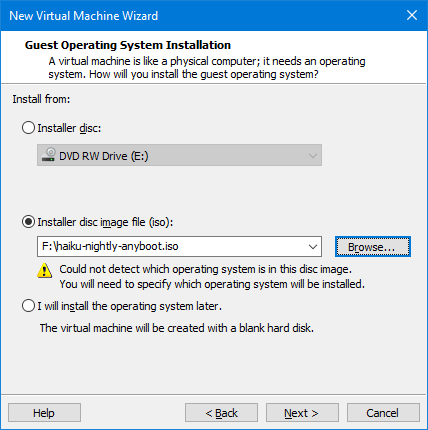 New Virtual Machine Wizard
Guest Operating System Installation
A virtual machine is like a physical computer; it needs an operating
system. How will you install the guest operating system?
Install from:
Installer disc:
DVD RW Drive (E:)
Installer disc image file (iso):
F:\haiku-nightly-anyboot.iso
Browse...
Could not detect which operating system is in this disc image.
You will need to specify which operating system will be installed.
I will install the operating system later.
The virtual machine will be created with a blank hard disk.
Help
< Back
Next >
Cancel